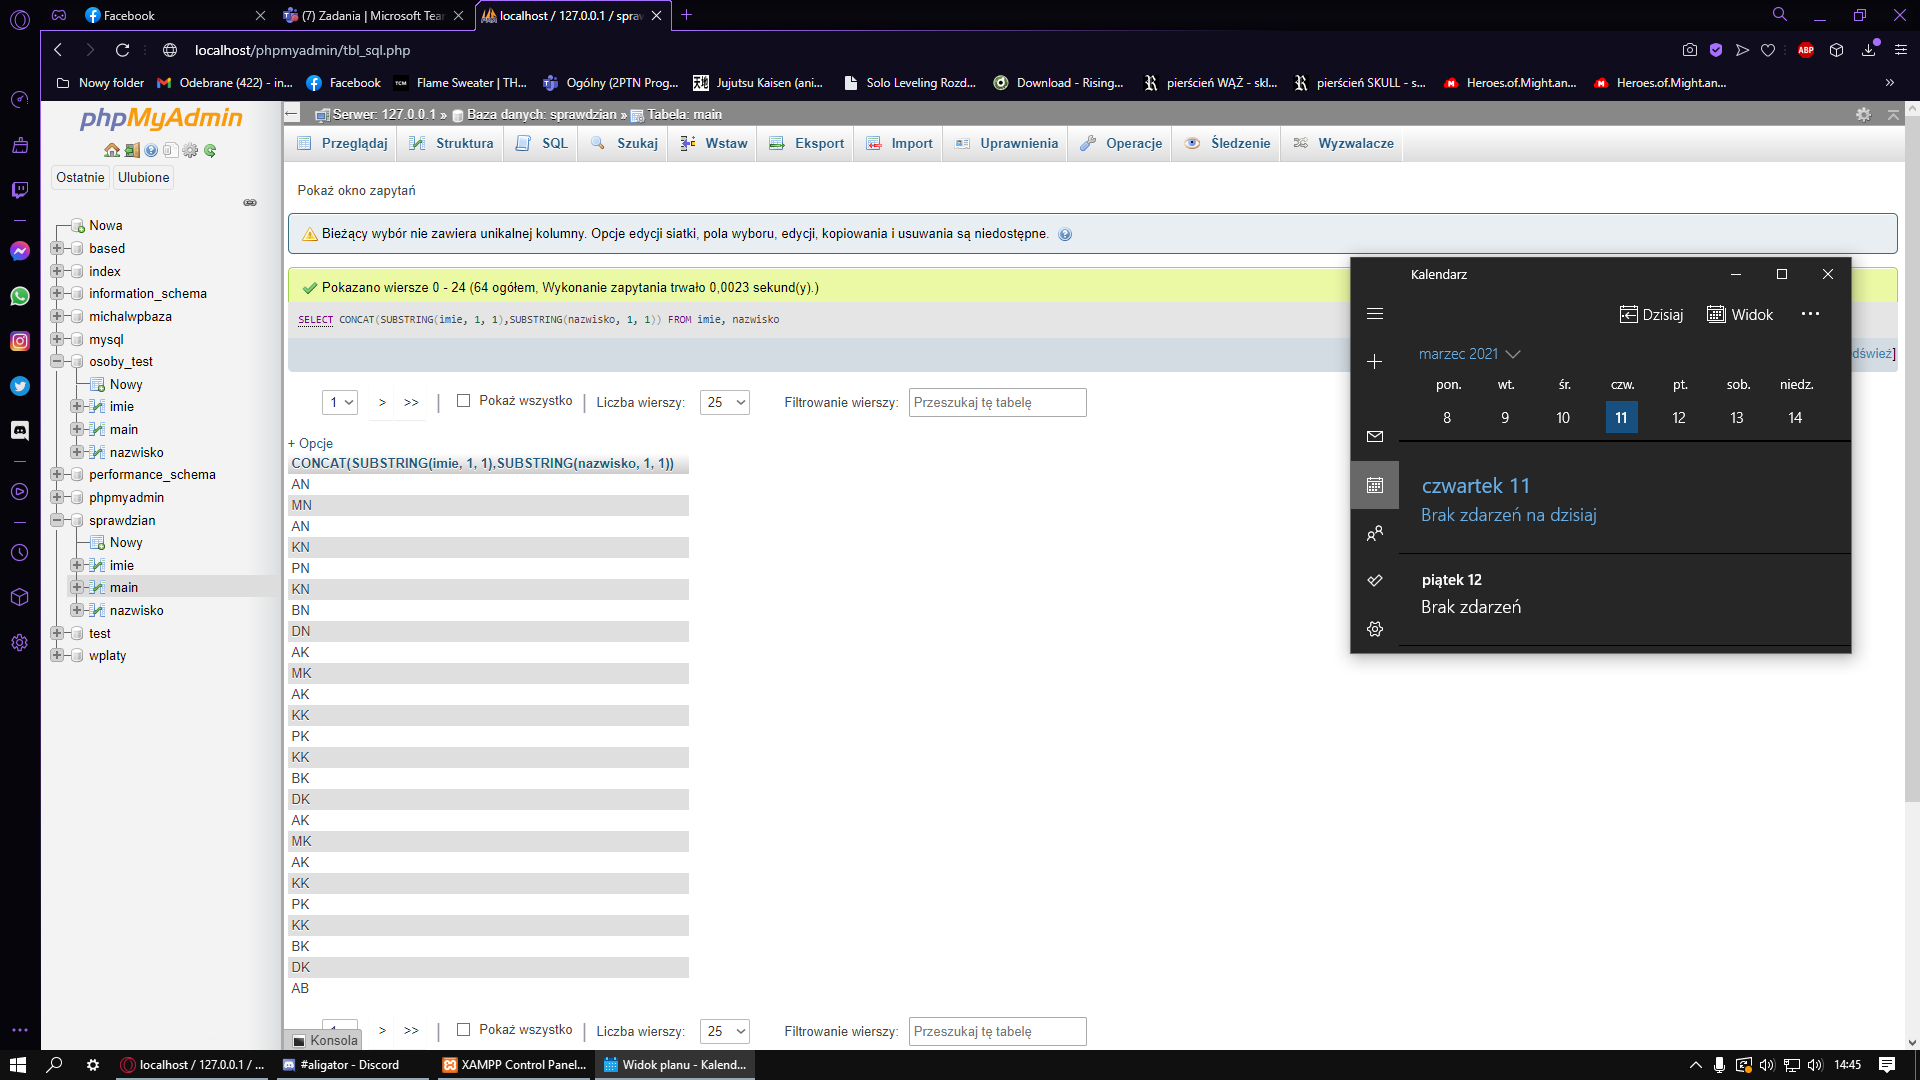 Facebook
(7) Zadania | Microsoft Tear
localhost / 127.0.0.1 / spraw
localhost/phpmyadmin/tbl_sql.php
ABP
Nowy folder
Odebrane (422) - in...
Facebook
TCM
Flame Sweater | TH...
Ogólny (2PTN Prog...
Jujutsu Kaisen (ani...
Solo Leveling Rozd...
Download - Rising...
pierścień WĄŻ - skl...
pierścień SKULL - s...
Heroes.of.Might.an...
Heroes.of.Might.an...
phpMyAdmin
Ostatnie
Ulubione
Nowa
based
index
information_schema
michalwpbaza
mysql
osoby_test
Nowy
imie
main
nazwisko
performance_schema
phpmyadmin
sprawdzian
Nowy
imie
main
nazwisko
test
wplaty
Serwer: 127.0.0.1 » Baza danych: sprawdzian » Tabela: main
Przeglądaj
Struktura
SQL
Szukaj
Wstaw
Eksport
Import
Uprawnienia
Operacje
Śledzenie
Wyzwalacze
Pokaż okno zapytań
Bieżący wybór nie zawiera unikalnej kolumny. Opcje edycji siatki, pola wyboru, edycji, kopiowania i usuwania są niedostępne.
Pokazano wiersze 0 - 24 (64 ogółem, Wykonanie zapytania trwało 0,0023 sekund(y).)
SELECT CONCAT(SUBSTRING(imie, 1, 1),SUBSTRING(nazwisko, 1, 1)) FROM imie, nazwisko
dśwież]
1
>
>>
Pokaż wszystko
Liczba wierszy:
25
Filtrowanie wierszy:
Przeszukaj tę tabelę
+ Opcje
CONCAT(SUBSTRING(imie, 1, 1),SUBSTRING(nazwisko, 1, 1))
AN
MN
AN
KN
PN
KN
BN
DN
AK
MK
AK
KK
PK
KK
BK
DK
AK
MK
AK
KK
PK
KK
BK
DK
AB
>
>>
Pokaż wszystko
Liczba wierszy:
25
Filtrowanie wierszy:
Przeszukaj tę tabelę
Konsola
Kalendarz
Dzisiaj
Widok
marzec 2021
pon. wt. śr. czw. pt. sob. niedz.
8 9 10 11 12 13 14
czwartek 11
Brak zdarzeń na dzisiaj
piątek 12
Brak zdarzeń
localhost / 127.0.0.1 / ...
#aligator - Discord
XAMPP Control Panel...
Widok planu - Kalend...
14:45